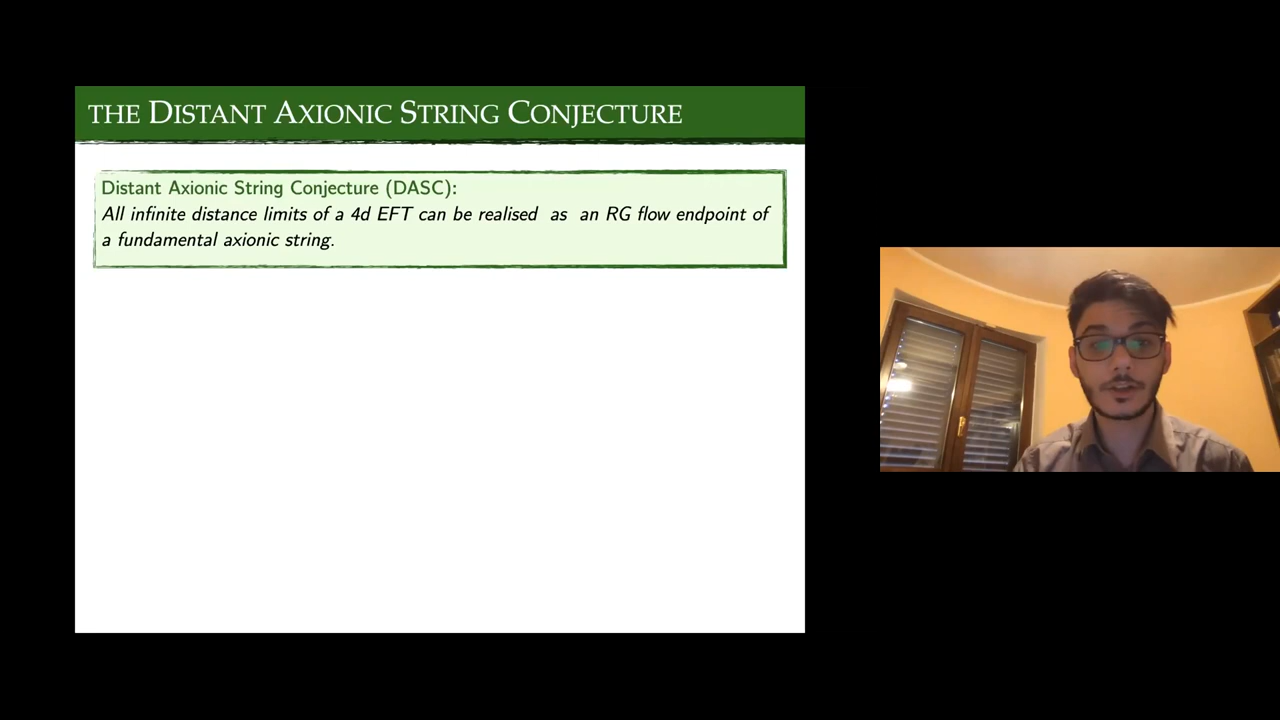 THE DISTANT AXIONIC STRING CONJECTURE
Distant Axionic String Conjecture (DASC):
All infinite distance limits of a 4d EFT can be realised as an RG flow endpoint of
a fundamental axionic string.